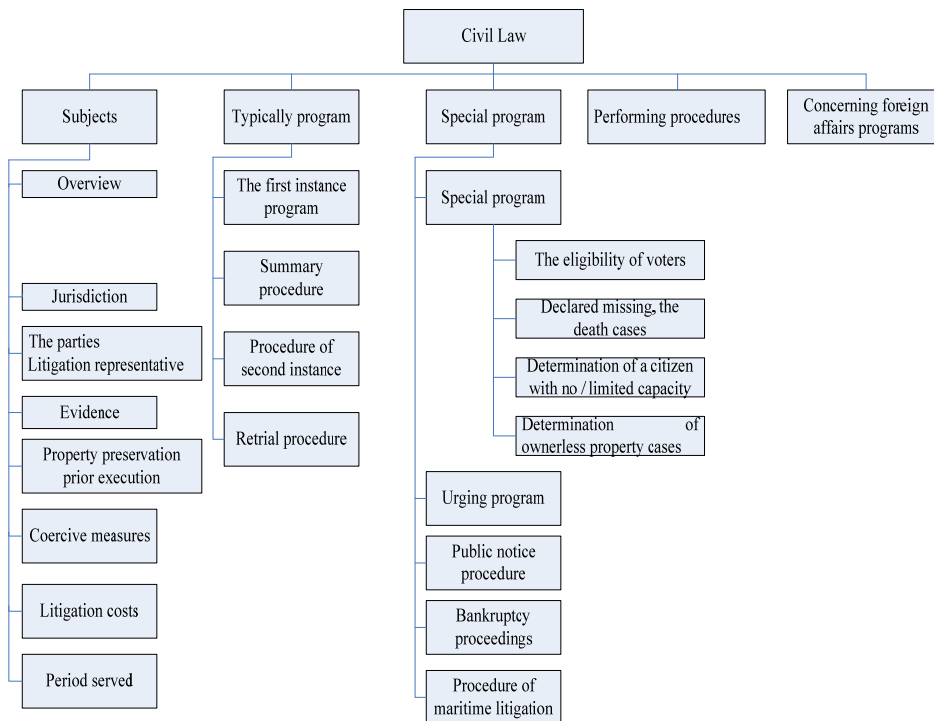 Civil Law
Subjects
Typically program
Special program
Performing procedures
Concerning foreign
affairs programs
Overview
Jurisdiction
The parties
Litigation representative
Evidence
Property preservation
prior execution
Coercive measures
Litigation costs
Period served
The first instance
program
Summary
procedure
Procedure of
second instance
Retrial procedure
Special program
The eligibility of voters
Declared missing, the
death cases
Determination of a citizen
with no / limited capacity
Determination of
ownerless property cases
Urging program
Public notice
procedure
Bankruptcy
proceedings
Procedure of
maritime litigation